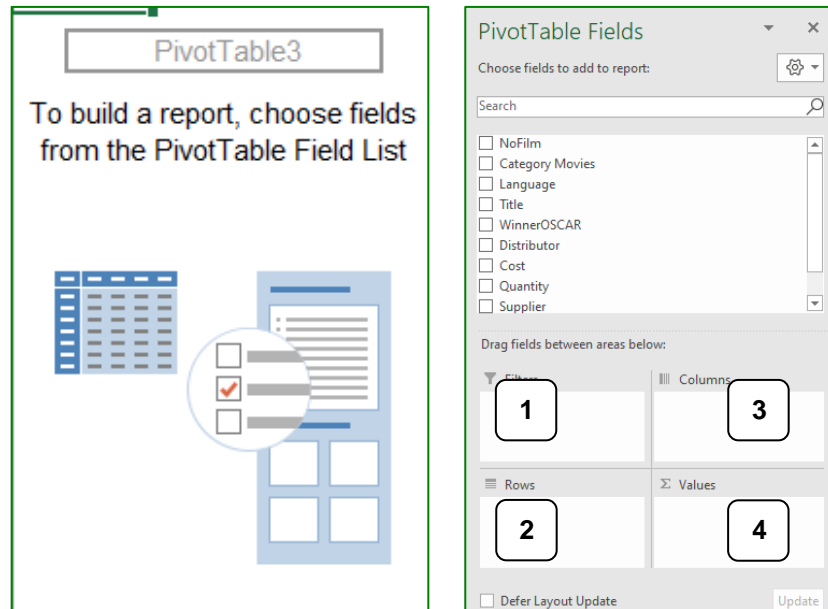 PivotTable3
To build a report, choose fields
from the PivotTable Field List
PivotTable Fields
Choose fields to add to report:
Search
NoFilm
Category Movies
Language
Title
WinnerOSCAR
Distributor
Cost
Quantity
Supplier
Drag fields between areas below:
Filters
Columns
1
3
Rows
Σ Values
2
4
Defer Layout Update
Update